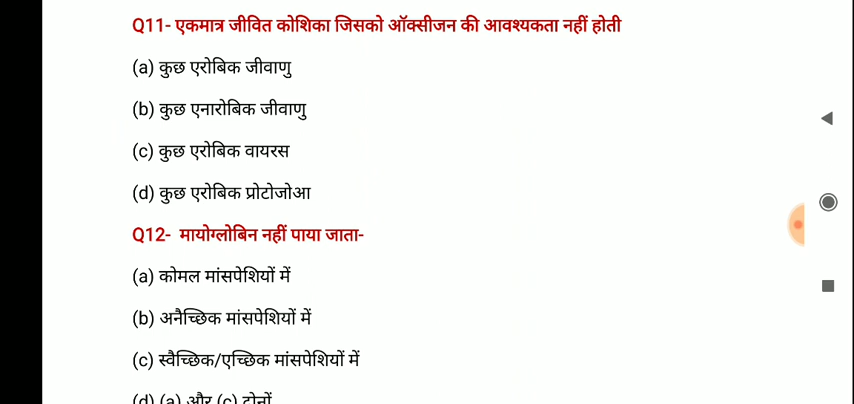 Q11- एकमात्र जीवित कोशिका जिसको ऑक्सीजन की आवश्यकता नहीं होती
(a) कुछ एरोबिक जीवाणु
(b) कुछ एनारोबिक जीवाणु
(c) कुछ एरोबिक वायरस
(d) कुछ एरोबिक प्रोटोजोआ
Q12- मायोग्लोबिन नहीं पाया जाता-
(a) कोमल मांसपेशियों में
(b) अनैच्छिक मांसपेशियों में
(c) स्वैच्छिक/एच्छिक मांसपेशियों में
(d) (a) और (c) दोनों